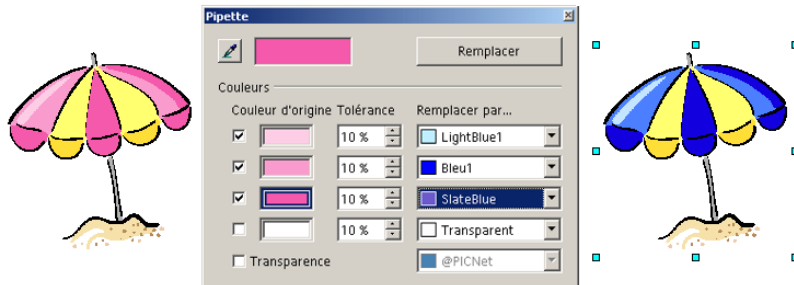 Pipette
Remplacer
Couleurs
Couleur d'origine Tolérance Remplacer par...
10 % LightBlue1
10 % Bleu1
10 % SlateBlue
10 % Transparent
Transparence @PICNet